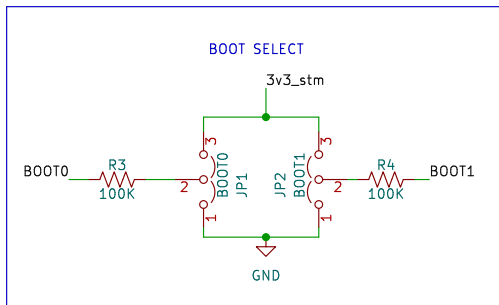 BOOT SELECT
3v3_stm
3
3
BOOT0
R3
100K
2
BOOT0
JP1
JP2
BOOT1
2
R4
100K
BOOT1
1
1
GND